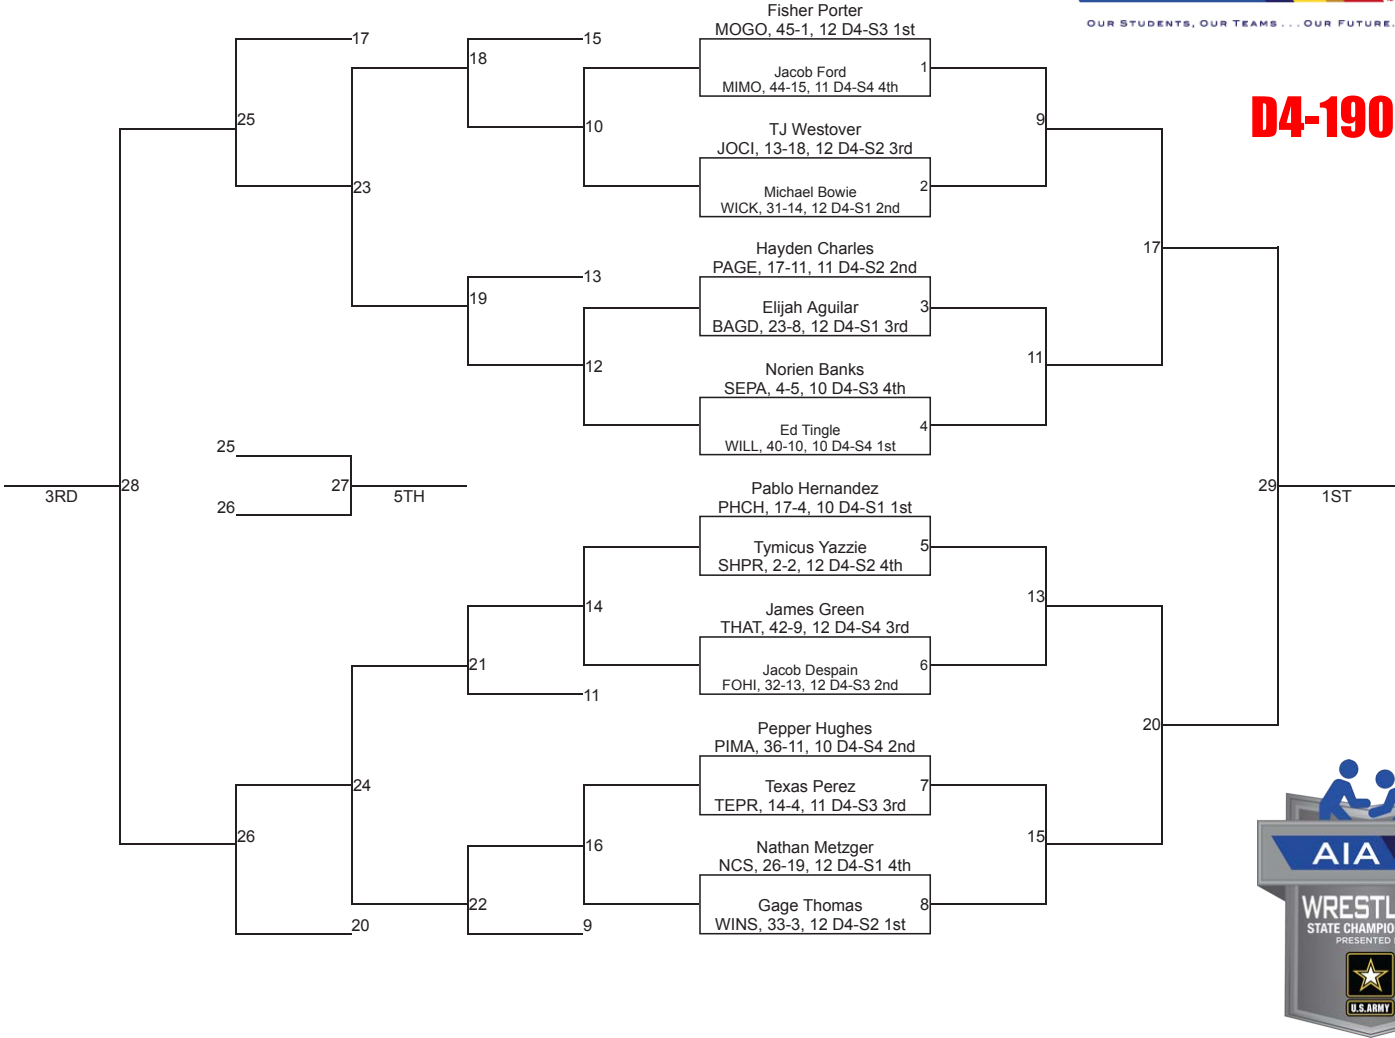 OUR STUDENTS, OUR TEAMS . . . OUR FUTURE.
D4-190
Fisher Porter
MOGO, 45-1, 12 D4-S3 1st
Jacob Ford
MIMO, 44-15, 11 D4-S4 4th
1
TJ Westover
JOCI, 13-18, 12 D4-S2 3rd
Michael Bowie
WICK, 31-14, 12 D4-S1 2nd
2
Hayden Charles
PAGE, 17-11, 11 D4-S2 2nd
Elijah Aguilar
BAGD, 23-8, 12 D4-S1 3rd
3
Norien Banks
SEPA, 4-5, 10 D4-S3 4th
Ed Tingle
WILL, 40-10, 10 D4-S4 1st
4
Pablo Hernandez
PHCH, 17-4, 10 D4-S1 1st
Tymicus Yazzie
SHPR, 2-2, 12 D4-S2 4th
5
James Green
THAT, 42-9, 12 D4-S4 3rd
Jacob Despain
FOHI, 32-13, 12 D4-S3 2nd
6
Pepper Hughes
PIMA, 36-11, 10 D4-S4 2nd
Texas Perez
TEPR, 14-4, 11 D4-S3 3rd
7
Nathan Metzger
NCS, 26-19, 12 D4-S1 4th
Gage Thomas
WINS, 33-3, 12 D4-S2 1st
8
9
11
13
15
17
20
29
1ST
15
10
13
12
14
11
16
9
18
19
21
22
17
23
24
20
25
26
25
26
27
5TH
28
3RD
AIA
WRESTL
STATE CHAMPIO
PRESENTED
U.S.ARMY